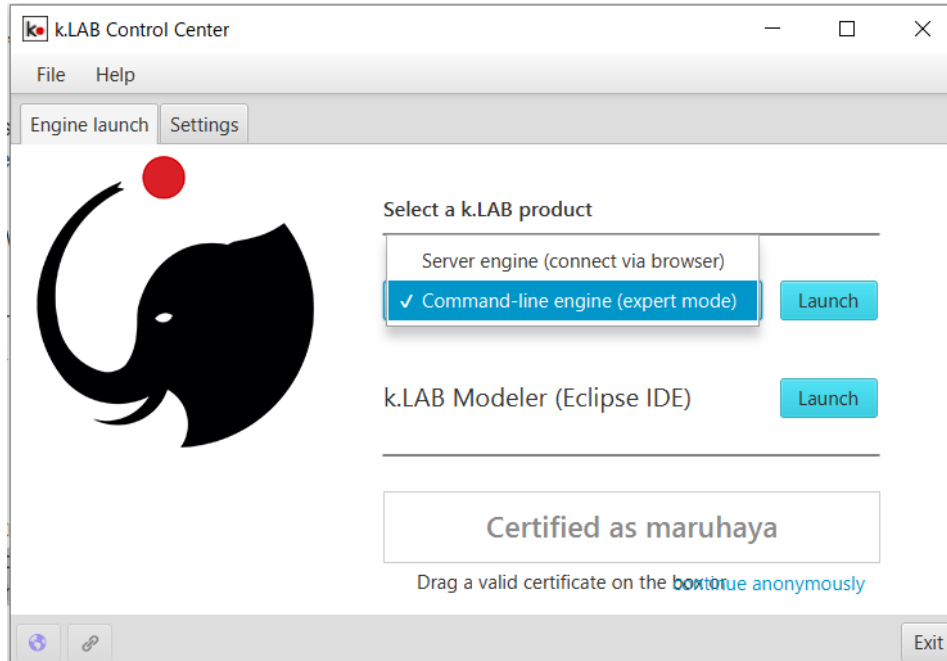 k. k.LAB Control Center
File Help
Engine launch Settings
Select a k.LAB product
Server engine (connect via browser)
✓ Command-line engine (expert mode) Launch
k.LAB Modeler (Eclipse IDE) Launch
Certified as maruhaya
Drag a valid certificate on the box or continue anonymously
Exit